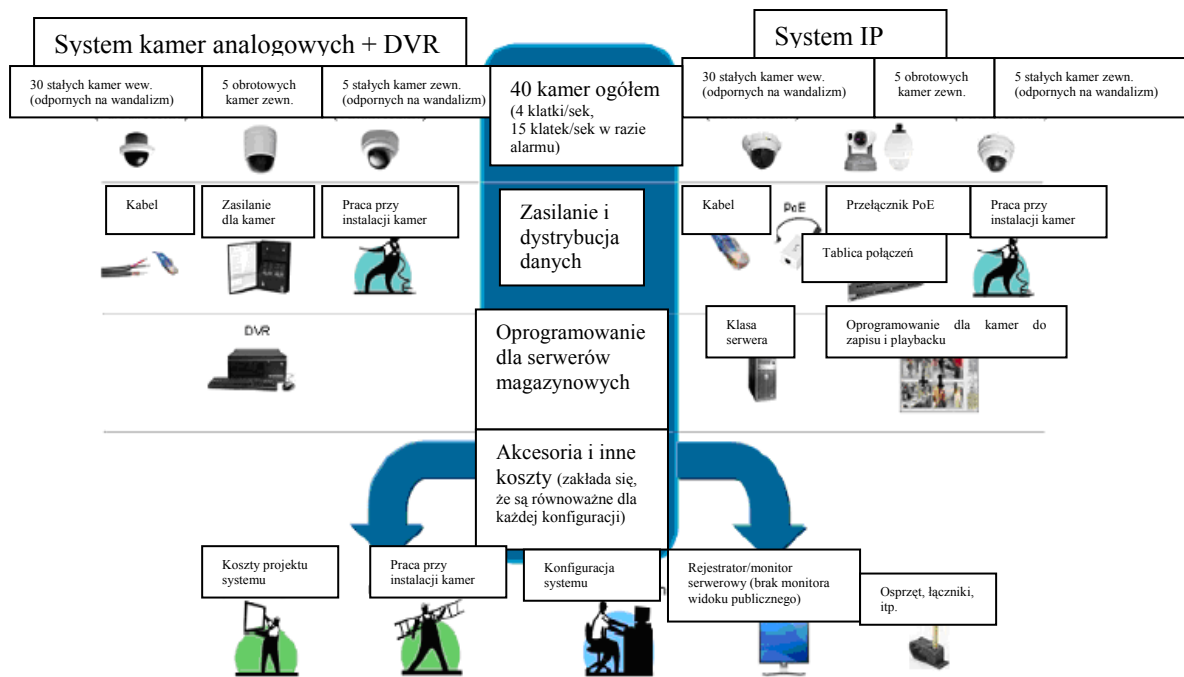 System kamer analogowych + DVR
System IP
30 stałych kamer wew.
(odpornych na wandalizm)
5 obrotowych
kamer zewn.
5 stałych kamer zewn.
(odpornych na wandalizm)
40 kamer ogółem
(4 klatki/sek,
15 klatek/sek w razie
alarmu)
30 stałych kamer wew.
(odpornych na wandalizm)
5 obrotowych
kamer zewn.
5 stałych kamer zewn.
(odpornych na wandalizm)
Kabel
Zasilanie
dla kamer
Praca przy
instalacji kamer
Zasilanie i
dystrybucja
danych
Kabel
PoE
Przełącznik PoE
Tablica połączeń
Praca przy
instalacji kamer
DVR
Oprogramowanie
dla serwerów
magazynowych
Klasa
serwera
Oprogramowanie dla kamer do
zapisu i playbacku
Akcesoria i inne
koszty (zakłada się,
że są równoważne dla
każdej konfiguracji)
Koszty projektu
systemu
Praca przy
instalacji kamer
Konfiguracja
systemu
Rejestrator/monitor
serwerowy (brak monitora
widoku publicznego)
Osprzęt, łączniki,
itp.